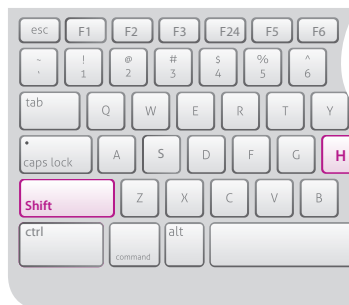 esc F1 F2 F3 F24 F5 F6
~ ! @ # $ % ^
` 1 2 3 4 5 6
tab Q W E R T Y
caps lock A S D F G H
Shift Z X C V B
ctrl command alt